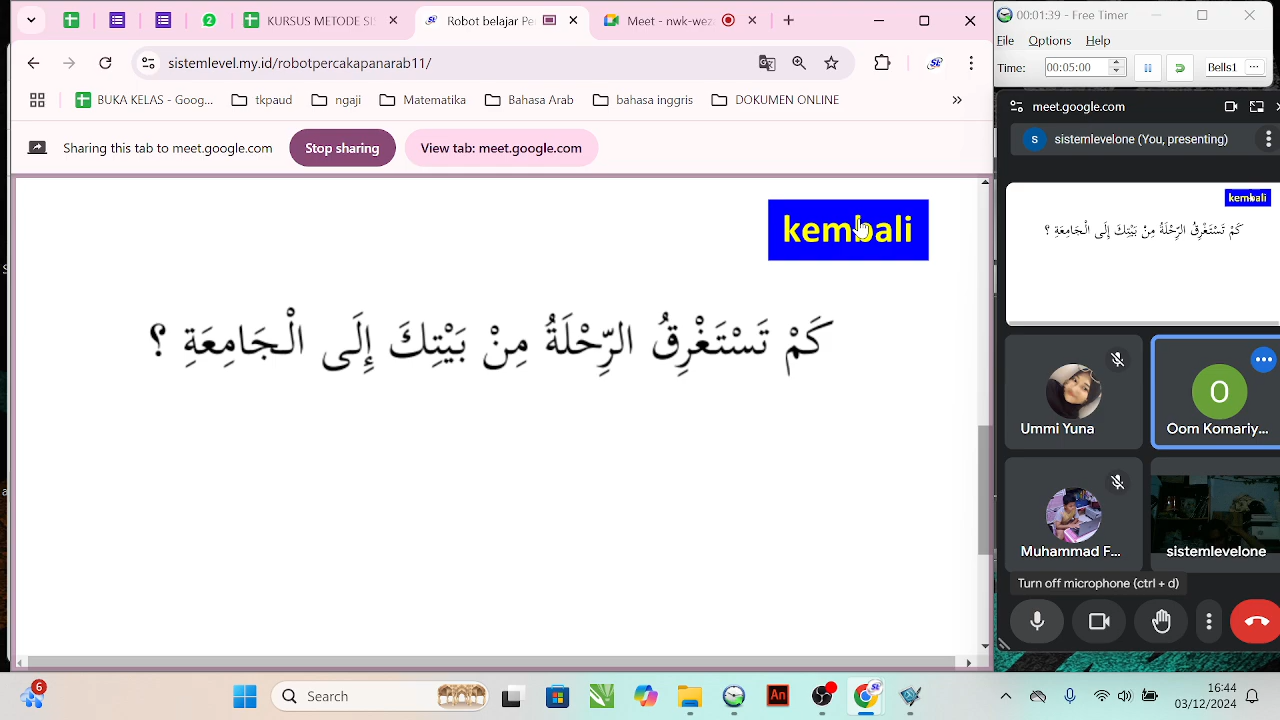 KURSUS METODE SI
Robot belajar Pe
Meet - nwk-wez
sistemlevel.my.id/robotpercakapanarab11/
BUKA KELAS - Goog...
tkpaud
ngaji
Matematika
Bahasa Arab
bahasa inggris
DOKUMEN ONLINE
Sharing this tab to meet.google.com
Stop sharing
View tab: meet.google.com
kembali
كَمْ تَسْتَغْرِقُ الرِّحْلَةُ مِنْ بَيْتِكَ إِلَى الْجَامِعَةِ ؟
00:01:39 - Free Timer
File Options Help
Time: 00:05:00 Bells1 ...
meet.google.com
s sistemlevelone (You, presenting)
kembali
كَمْ تَسْتَغْرِقُ الرِّحْلَةُ مِنْ بَيْتِكَ إِلَى الْجَامِعَةِ ؟
O
Ummi Yuna
Oom Komariy...
Muhammad F...
sistemlevelone
Turn off microphone (ctrl + d)
6
Search
An
16:44
03/12/2024